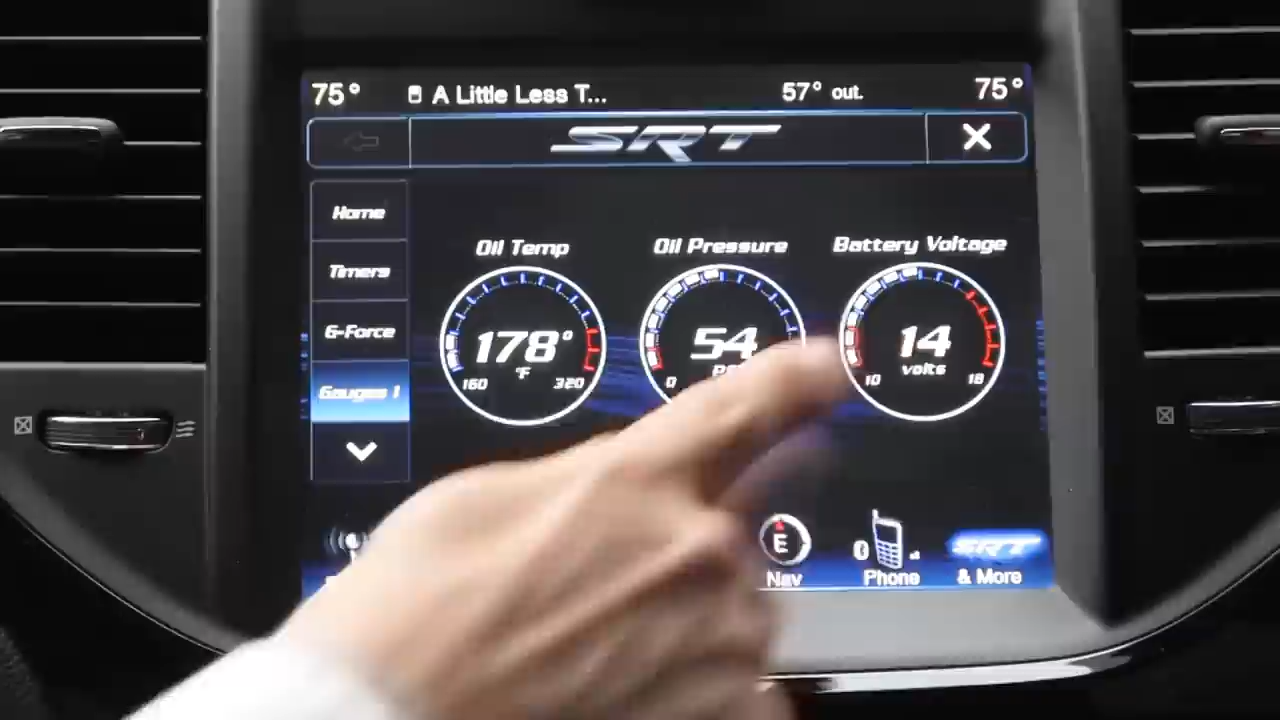 75° A Little Less T... 57° out. 75°
SRT X
Home
Timers
G-Force
Gauges 1
Oil Temp
178°
°F
160 320
Oil Pressure
54
0
Battery Voltage
14
volts
10 18
E
Nav
Phone
SRT
& More